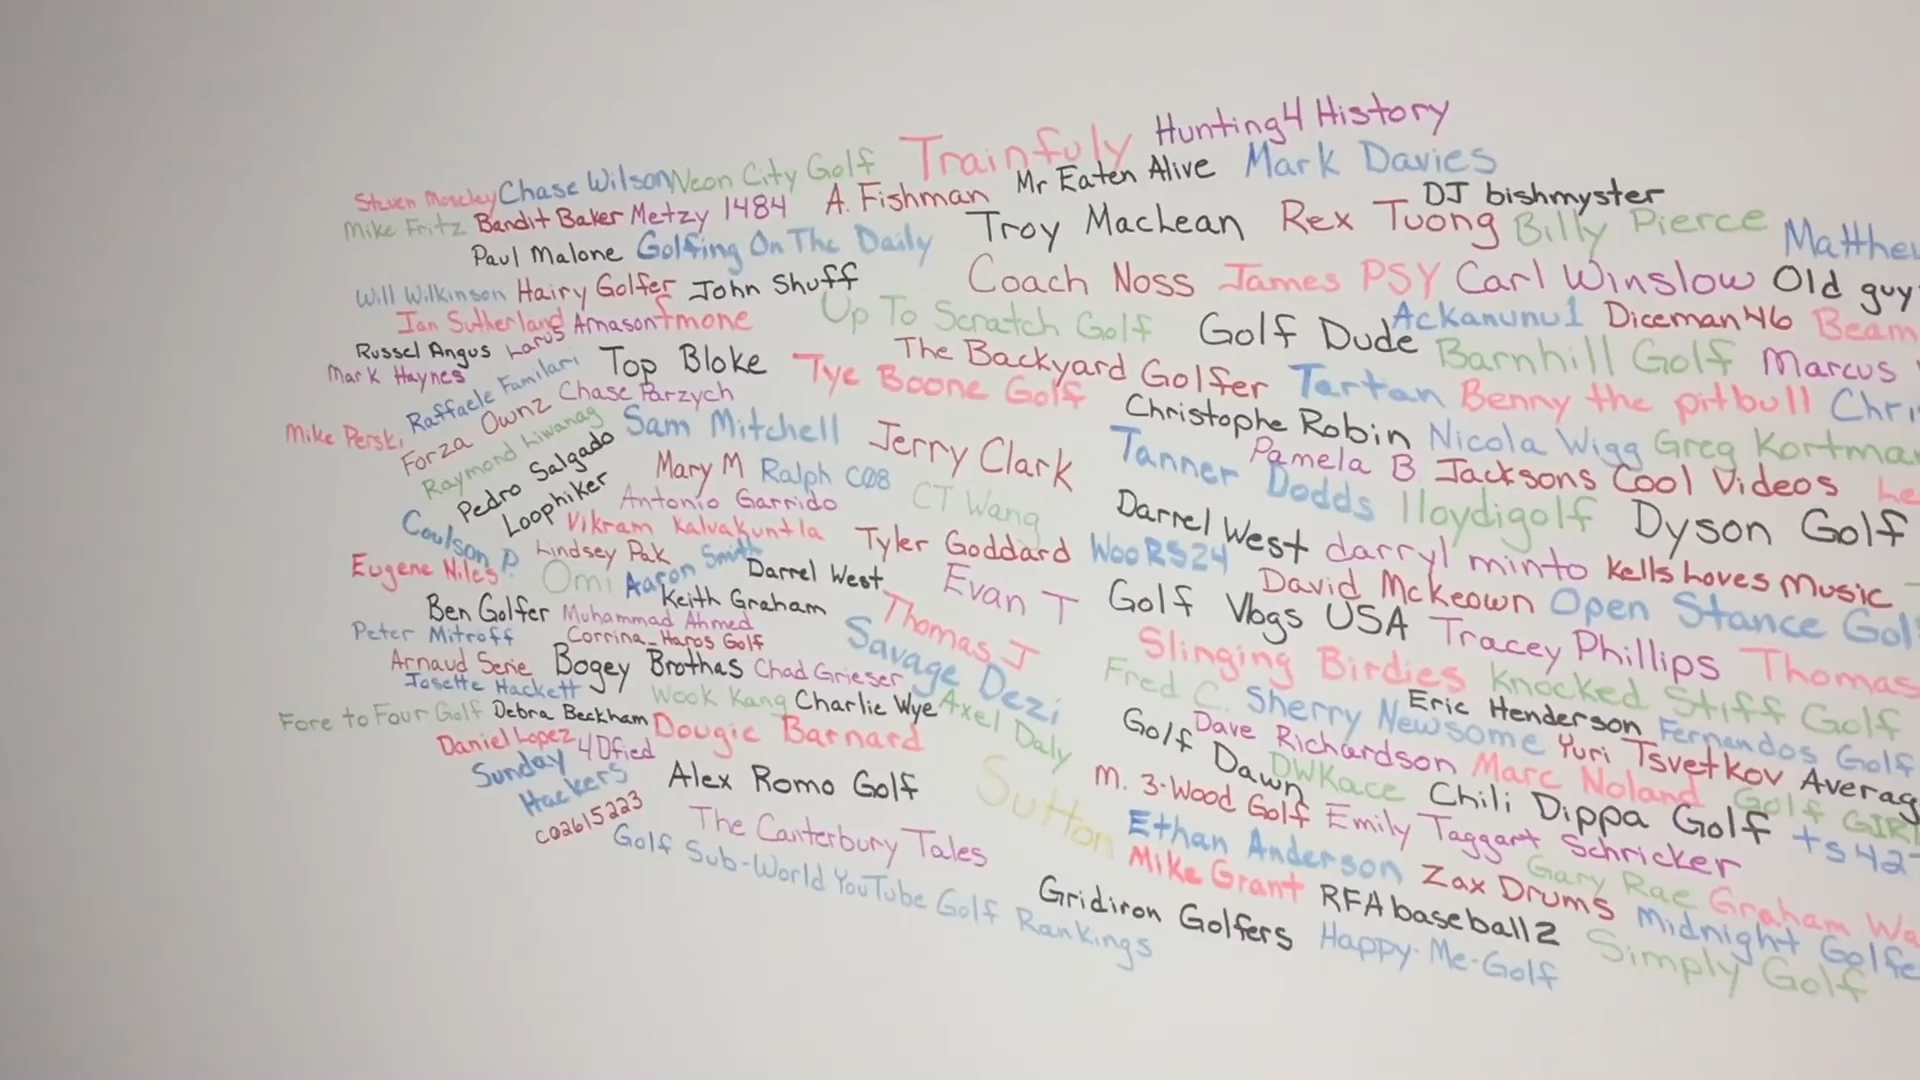 Hunting4 History
Trainfuly
Mr Eaten Alive
Mark Davies
Steven Moseley
Chase Wilson
Neon City Golf
A. Fishman
DJ bishmyster
Mike Fritz
Bandit Baker
Metzy 1484
Troy MacLean
Rex Tuong
Billy Pierce
Paul Malone
Golfing On The Daily
Will Wilkinson
Hairy Golfer
John Shuff
Coach Noss
James PSY
Carl Winslow
Old guy
Ian Sutherland
Larus Arnason
fmone
Up To Scratch Golf
Golf Dude
Ackanunu1
Diceman46
Beam
Russel Angus
Top Bloke
The Backyard Golfer
Barnhill Golf
Marcus
Mark Haynes
Raffaele Familari
Chase Parzych
Tye Boone Golf
Tartan
Benny the pitbull
Mike Perski
Forza Ownz
Sam Mitchell
Christophe Robin
Nicola Wigg
Raymond Liwanag
Jerry Clark
Tanner Dodds
Pamela B
Jacksons Cool Videos
Pedro Salgado
Mary M
Ralph C08
Loophiker
Antonio Garrido
CT Wang
Darrel West
lloydigolf
Dyson Golf
Coulson P
Vikram Kalvakuntla
Tyler Goddard
WooRS24
darryl minto
KellsLoves Music
Eugene Niles
Lindsey Pak
Omi
Aaron Smith
Darrel West
Evan T
David McKeown
Open Stance
Keith Graham
Golf Vlogs USA
Ben Golfer
Muhammad Ahmed
Thomas J
Tracey Phillips
Thomas
Peter Mitroff
Corrina_Haros Golf
Savage Dezi
Slinging Birdies
Arnaud Serie
Bogey Brothas
Chad Grieser
Fred C.
Knocked Stiff Golf
Josette Hackett
Wook Kang
Charlie Wye
Axel Daly
Sherry Newsome
Eric Henderson
Fernandos Golf
Fore to Four Golf
Debra Beckham
Golf Dawn
Dave Richardson
Yuri Tsvetkov
Daniel Lopez
4Dfied
Dougie Barnard
DWKace
Marc Noland
Sunday Hackers
Alex Romo Golf
Sutton
M. 3-Wood Golf
Chili Dippa Golf
Golf GIRL
c02615223
The Canterbury Tales
Ethan Anderson
Emily Taggart Schricker
Golf Sub-World YouTube Golf Rankings
Mike Grant
Zax Drums
Gary Rae
Graham
Gridiron Golfers
RFAbaseball2
Midnight
Happy-Me-Golf
Simply Golf